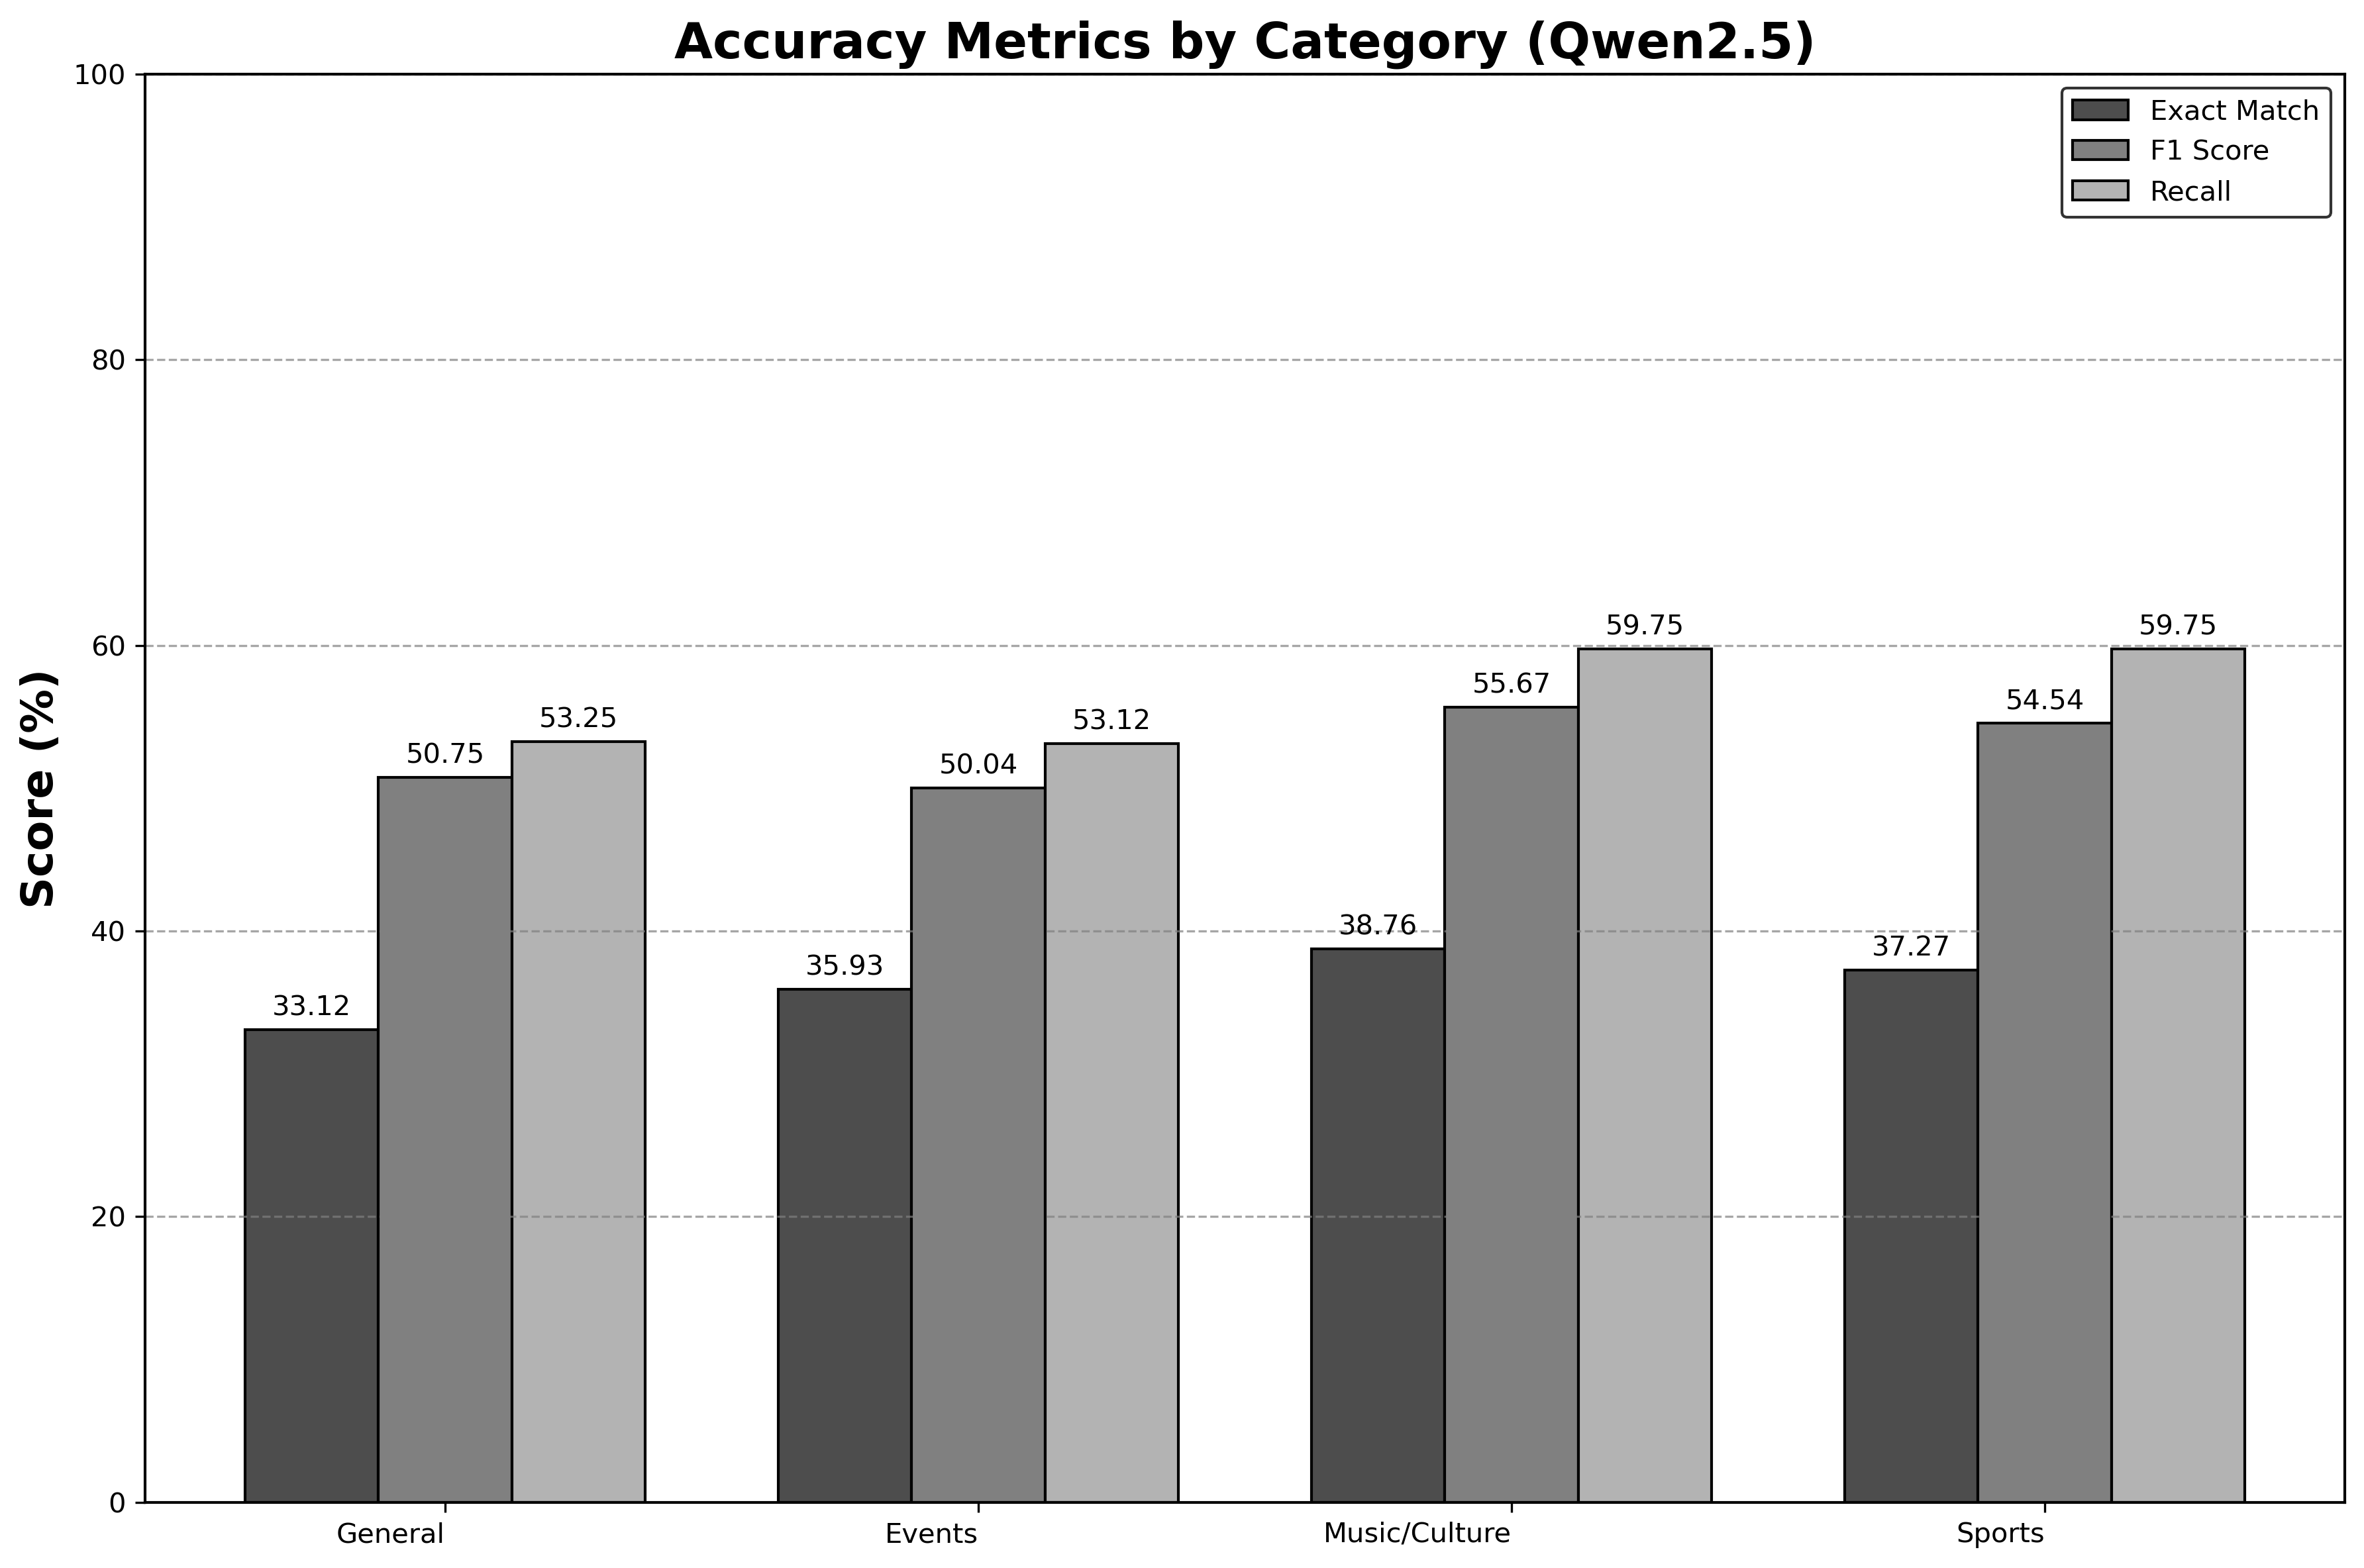 Accuracy Metrics by Category (Qwen2.5)
100
80
60
40
20
0
Score (%)
Exact Match
F1 Score
Recall
33.12
50.75
53.25
35.93
50.04
53.12
38.76
55.67
59.75
37.27
54.54
59.75
General
Events
Music/Culture
Sports